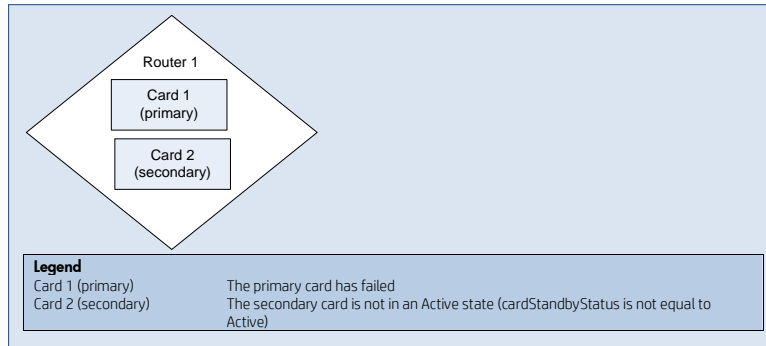 Router 1
Card 1
(primary)
Card 2
(secondary)
Legend
Card 1 (primary) The primary card has failed
Card 2 (secondary) The secondary card is not in an Active state (cardStandbyStatus is not equal to
Active)